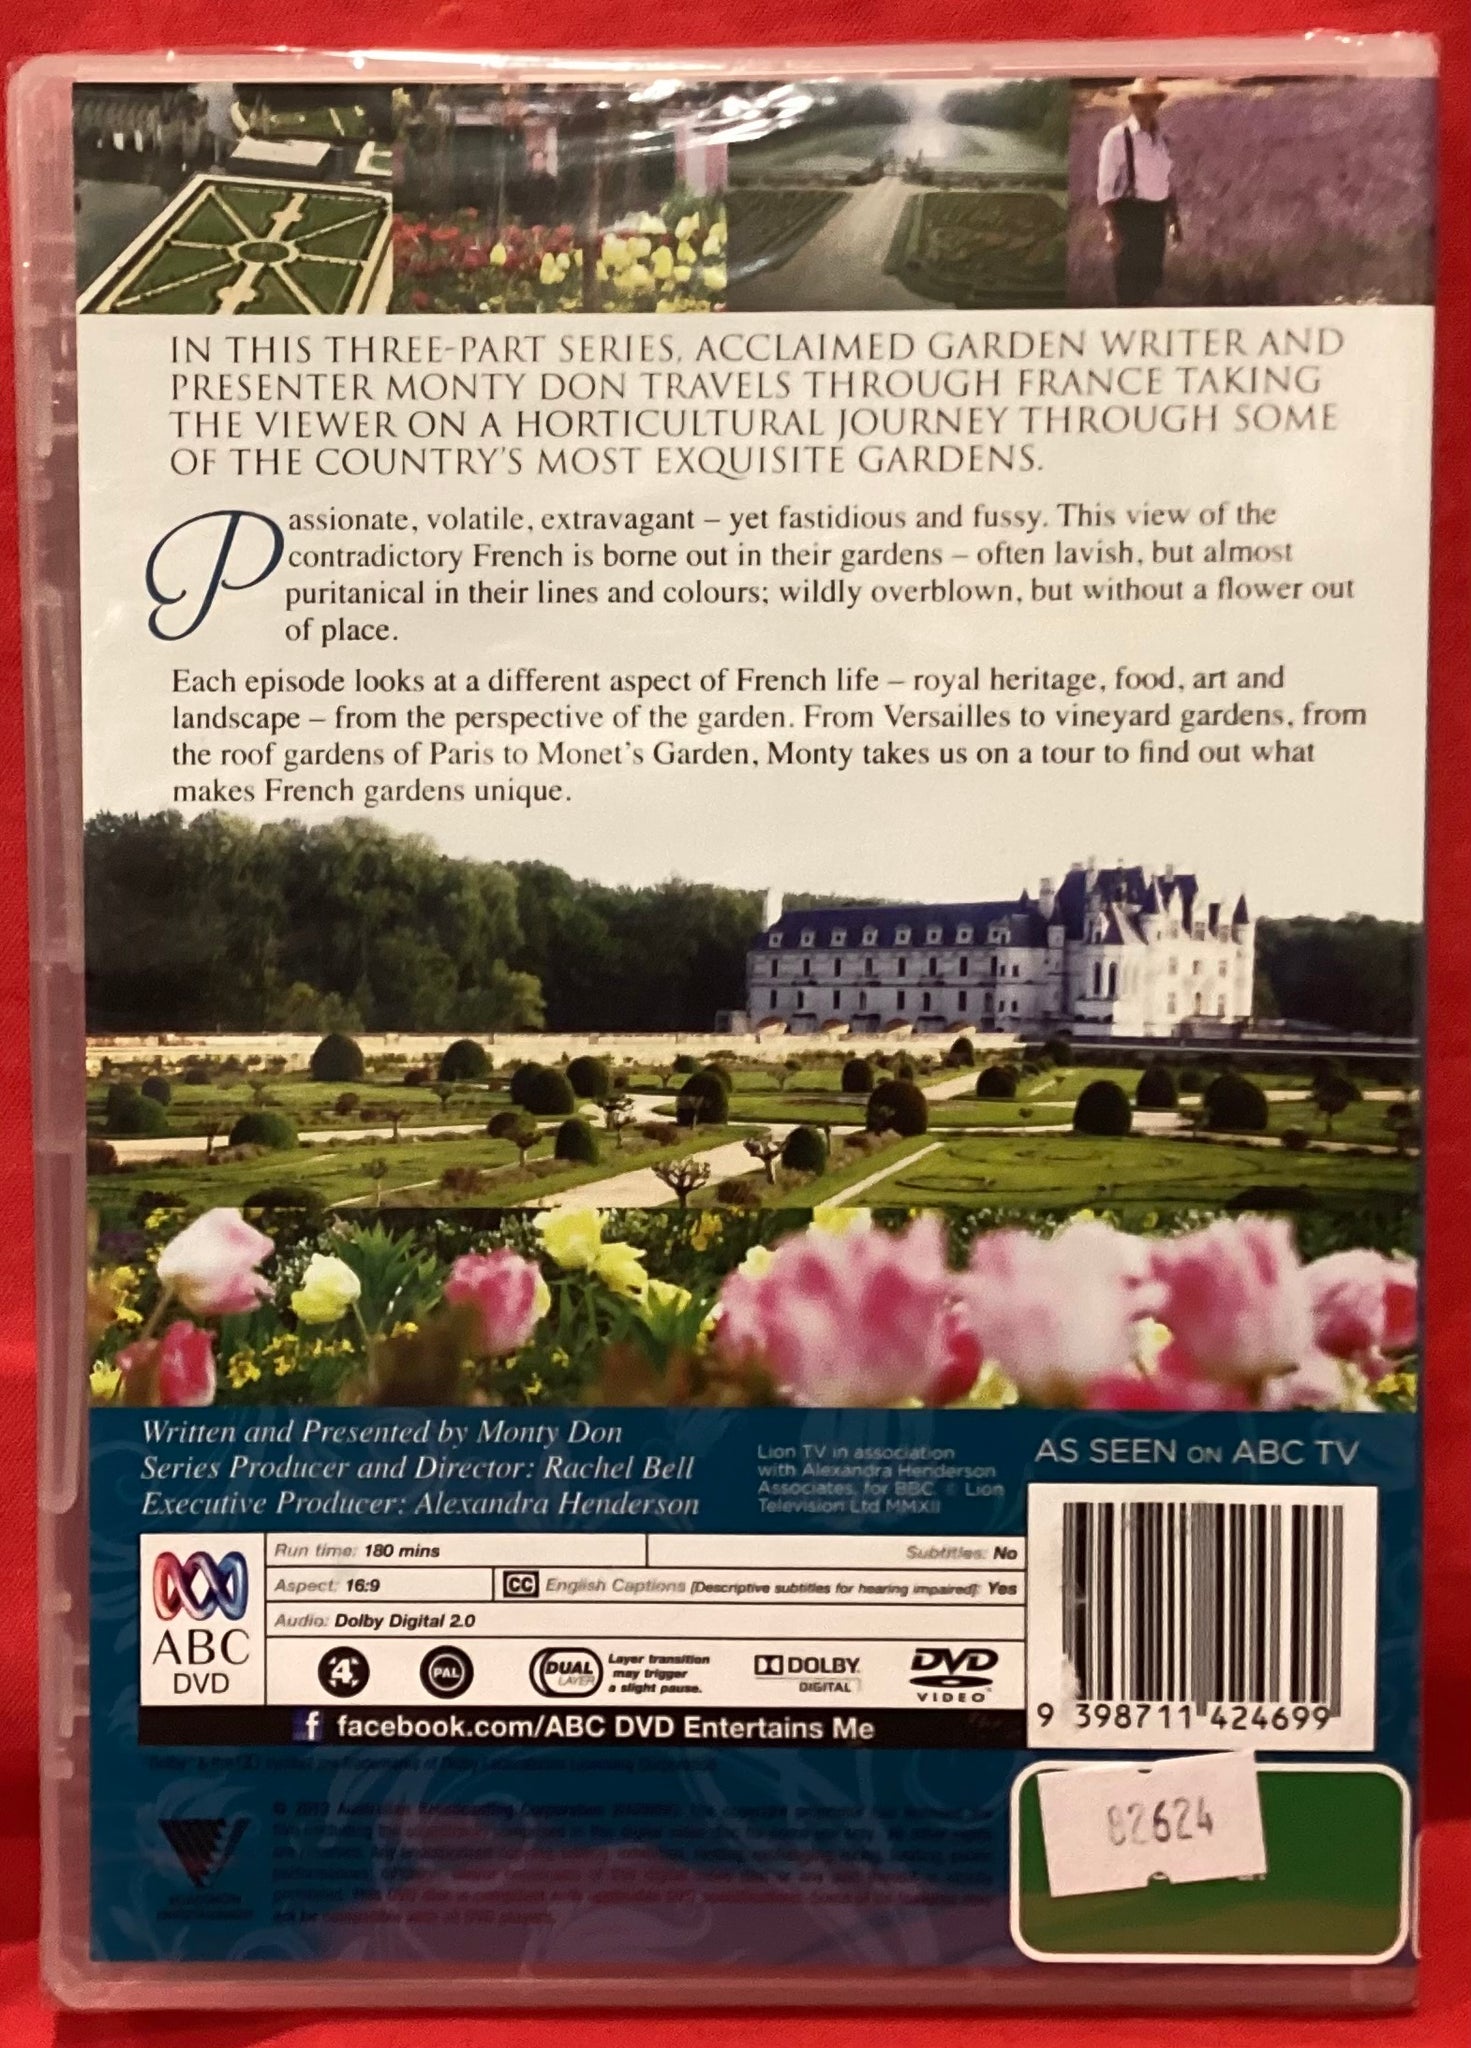 IN THIS THREE-PART SERIES, ACCLAIMED GARDEN WRITER AND
PRESENTER MONTY DON TRAVELS THROUGH FRANCE TAKING
THE VIEWER ON A HORTICULTURAL JOURNEY THROUGH SOME
OF THE COUNTRY'S MOST EXQUISITE GARDENS.
Passionate, volatile, extravagant – yet fastidious and fussy. This view of the
contradictory French is borne out in their gardens – often lavish, but almost
puritanical in their lines and colours; wildly overblown, but without a flower out
of place.
Each episode looks at a different aspect of French life – royal heritage, food, art and
landscape – from the perspective of the garden. From Versailles to vineyard gardens, from
the roof gardens of Paris to Monet's Garden, Monty takes us on a tour to find out what
makes French gardens unique.
Written and Presented by Monty Don
Series Producer and Director: Rachel Bell
Executive Producer: Alexandra Henderson
Lion TV in association
with Alexandra Henderson
Associates, for BBC. © Lion
Television Ltd MMXII
AS SEEN ON ABC TV
ABC
DVD
Run time: 180 mins
Subtitles: No
Aspect: 16:9
CC English Captions [Descriptive subtitles for hearing impaired]: Yes
Audio: Dolby Digital 2.0
4
PAL
DUAL
LAYER
Layer transition
may trigger
a slight pause.
DOLBY
DIGITAL
DVD
VIDEO
9 398711 424699
f facebook.com/ABC DVD Entertains Me
82624